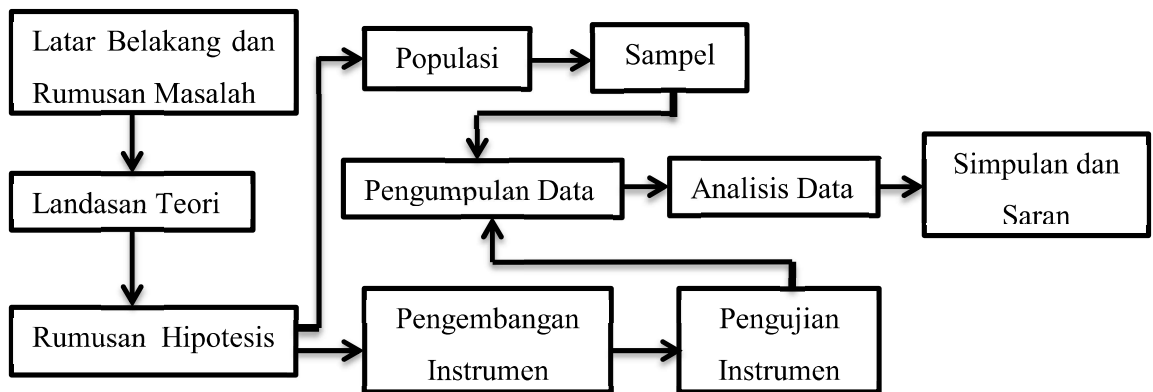 Latar Belakang dan
Rumusan Masalah
Landasan Teori
Rumusan Hipotesis
Populasi
Sampel
Pengumpulan Data
Analisis Data
Simpulan dan
Saran
Pengembangan
Instrumen
Pengujian
Instrumen